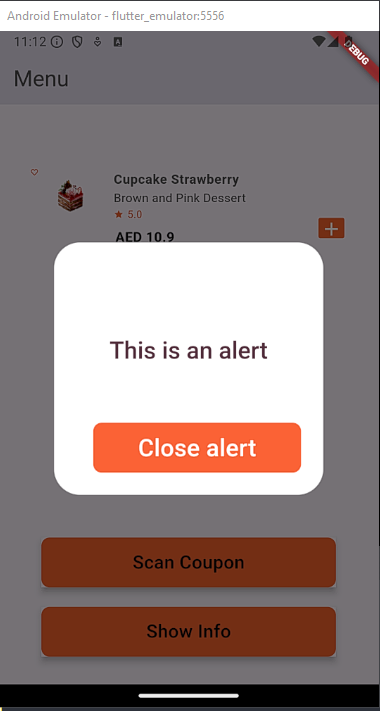 Android Emulator - flutter_emulator:5556
11:12
DEBUG
Menu
Cupcake Strawberry
Brown and Pink Dessert
5.0
AED 10.9
This is an alert
Close alert
Scan Coupon
Show Info